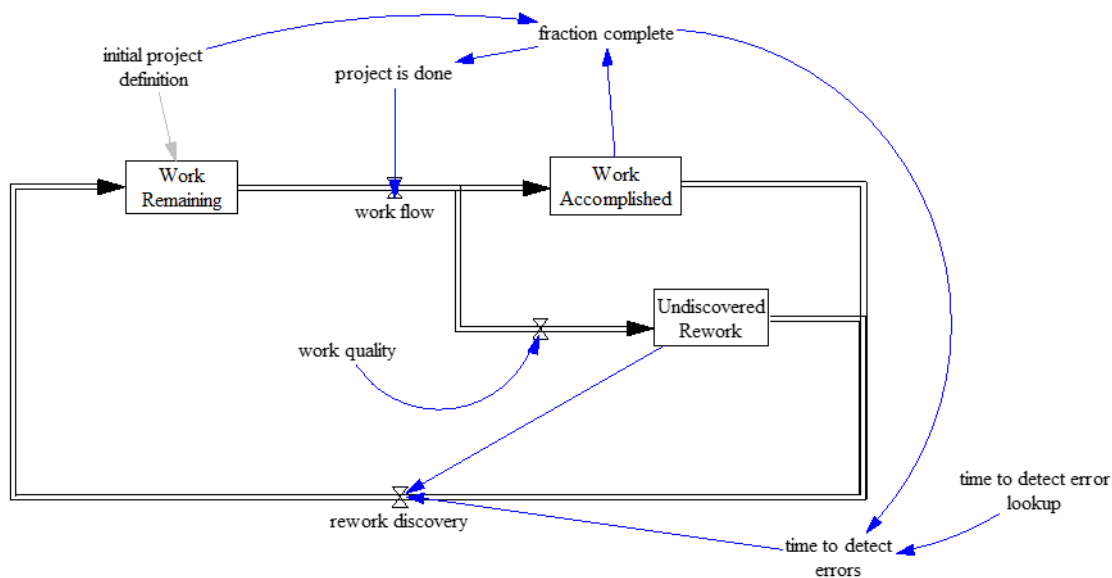 fraction complete
initial project
definition
project is done
Work
Remaining
Work
Accomplished
work flow
Undiscovered
Rework
work quality
time to detect error
lookup
rework discovery
time to detect
errors